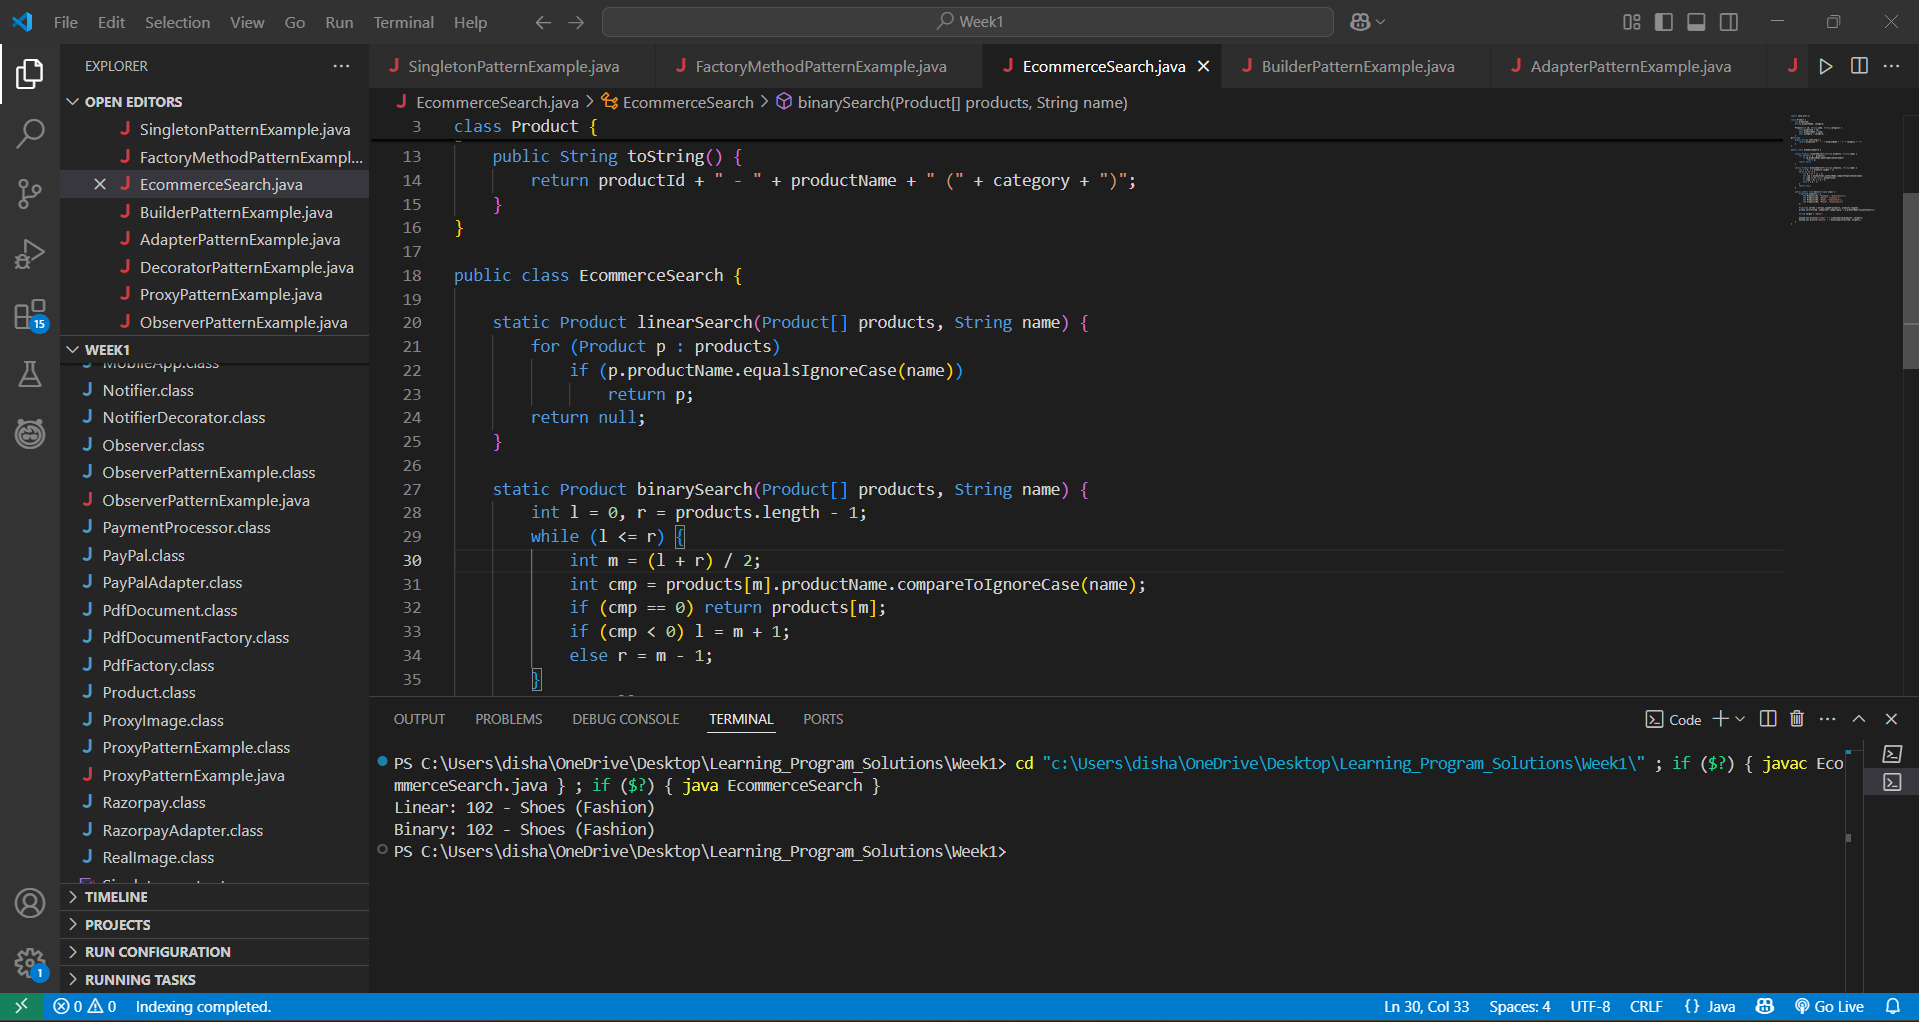 File Edit Selection View Go Run Terminal Help
Week1
EXPLORER
OPEN EDITORS
SingletonPatternExample.java
FactoryMethodPatternExampl...
EcommerceSearch.java
BuilderPatternExample.java
AdapterPatternExample.java
DecoratorPatternExample.java
ProxyPatternExample.java
ObserverPatternExample.java
WEEK1
MobileApp.class
Notifier.class
NotifierDecorator.class
Observer.class
ObserverPatternExample.class
ObserverPatternExample.java
PaymentProcessor.class
PayPal.class
PayPalAdapter.class
PdfDocument.class
PdfDocumentFactory.class
PdfFactory.class
Product.class
ProxyImage.class
ProxyPatternExample.class
ProxyPatternExample.java
Razorpay.class
RazorpayAdapter.class
RealImage.class
TIMELINE
PROJECTS
RUN CONFIGURATION
RUNNING TASKS
15
1
SingletonPatternExample.java FactoryMethodPatternExample.java EcommerceSearch.java BuilderPatternExample.java AdapterPatternExample.java
EcommerceSearch.java > EcommerceSearch > binarySearch(Product[] products, String name)
3 class Product {
13 public String toString() {
14 return productId + " - " + productName + " (" + category + ")";
15 }
16 }
17
18 public class EcommerceSearch {
19
20 static Product linearSearch(Product[] products, String name) {
21 for (Product p : products)
22 if (p.productName.equalsIgnoreCase(name))
23 return p;
24 return null;
25 }
26
27 static Product binarySearch(Product[] products, String name) {
28 int l = 0, r = products.length - 1;
29 while (l <= r) {
30 int m = (l + r) / 2;
31 int cmp = products[m].productName.compareToIgnoreCase(name);
32 if (cmp == 0) return products[m];
33 if (cmp < 0) l = m + 1;
34 else r = m - 1;
35 }
OUTPUT PROBLEMS DEBUG CONSOLE TERMINAL PORTS
Code
PS C:\Users\disha\OneDrive\Desktop\Learning_Program_Solutions\Week1> cd "c:\Users\disha\OneDrive\Desktop\Learning_Program_Solutions\Week1\" ; if ($?) { javac Eco
mmerceSearch.java } ; if ($?) { java EcommerceSearch }
Linear: 102 - Shoes (Fashion)
Binary: 102 - Shoes (Fashion)
PS C:\Users\disha\OneDrive\Desktop\Learning_Program_Solutions\Week1>
0 0 Indexing completed.
Ln 30, Col 33 Spaces: 4 UTF-8 CRLF {} Java Go Live